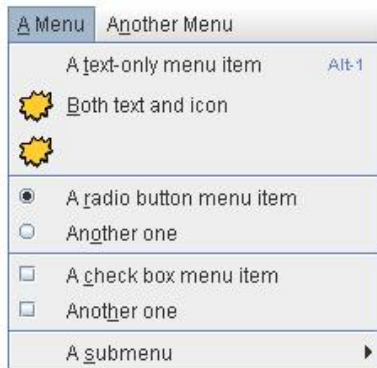 A Menu Another Menu
A text-only menu item Alt-1
Both text and icon
A radio button menu item
Another one
A check box menu item
Another one
A submenu